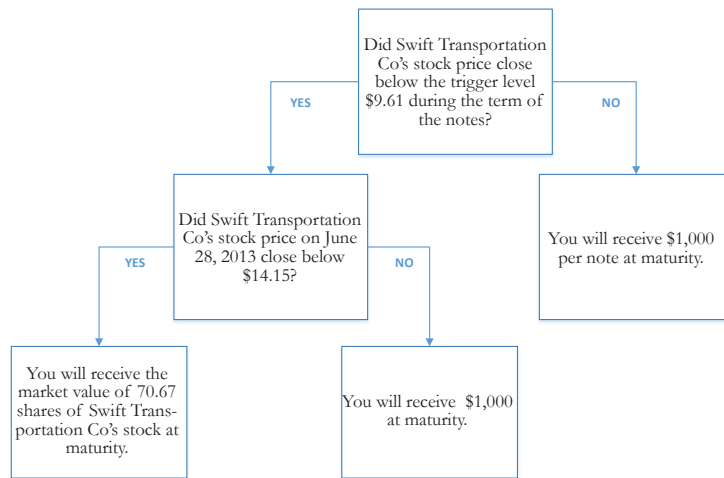 Did Swift Transportation
Co's stock price close
below the trigger level
$9.61 during the term of
the notes?
YES
NO
Did Swift Transportation
Co's stock price on June
28, 2013 close below
$14.15?
You will receive $1,000
per note at maturity.
YES
NO
You will receive the
market value of 70.67
shares of Swift Trans-
portation Co's stock at
maturity.
You will receive $1,000
at maturity.